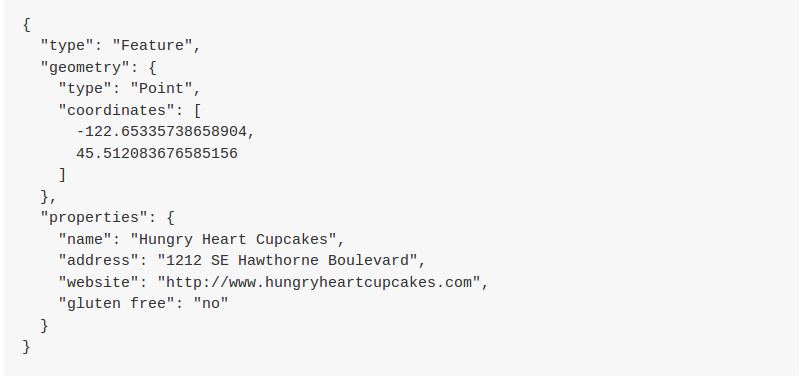 {
  "type": "Feature",
  "geometry": {
    "type": "Point",
    "coordinates": [
      -122.65335738658904,
      45.512083676585156
    ]
  },
  "properties": {
    "name": "Hungry Heart Cupcakes",
    "address": "1212 SE Hawthorne Boulevard",
    "website": "http://www.hungryheartcupcakes.com",
    "gluten free": "no"
  }
}